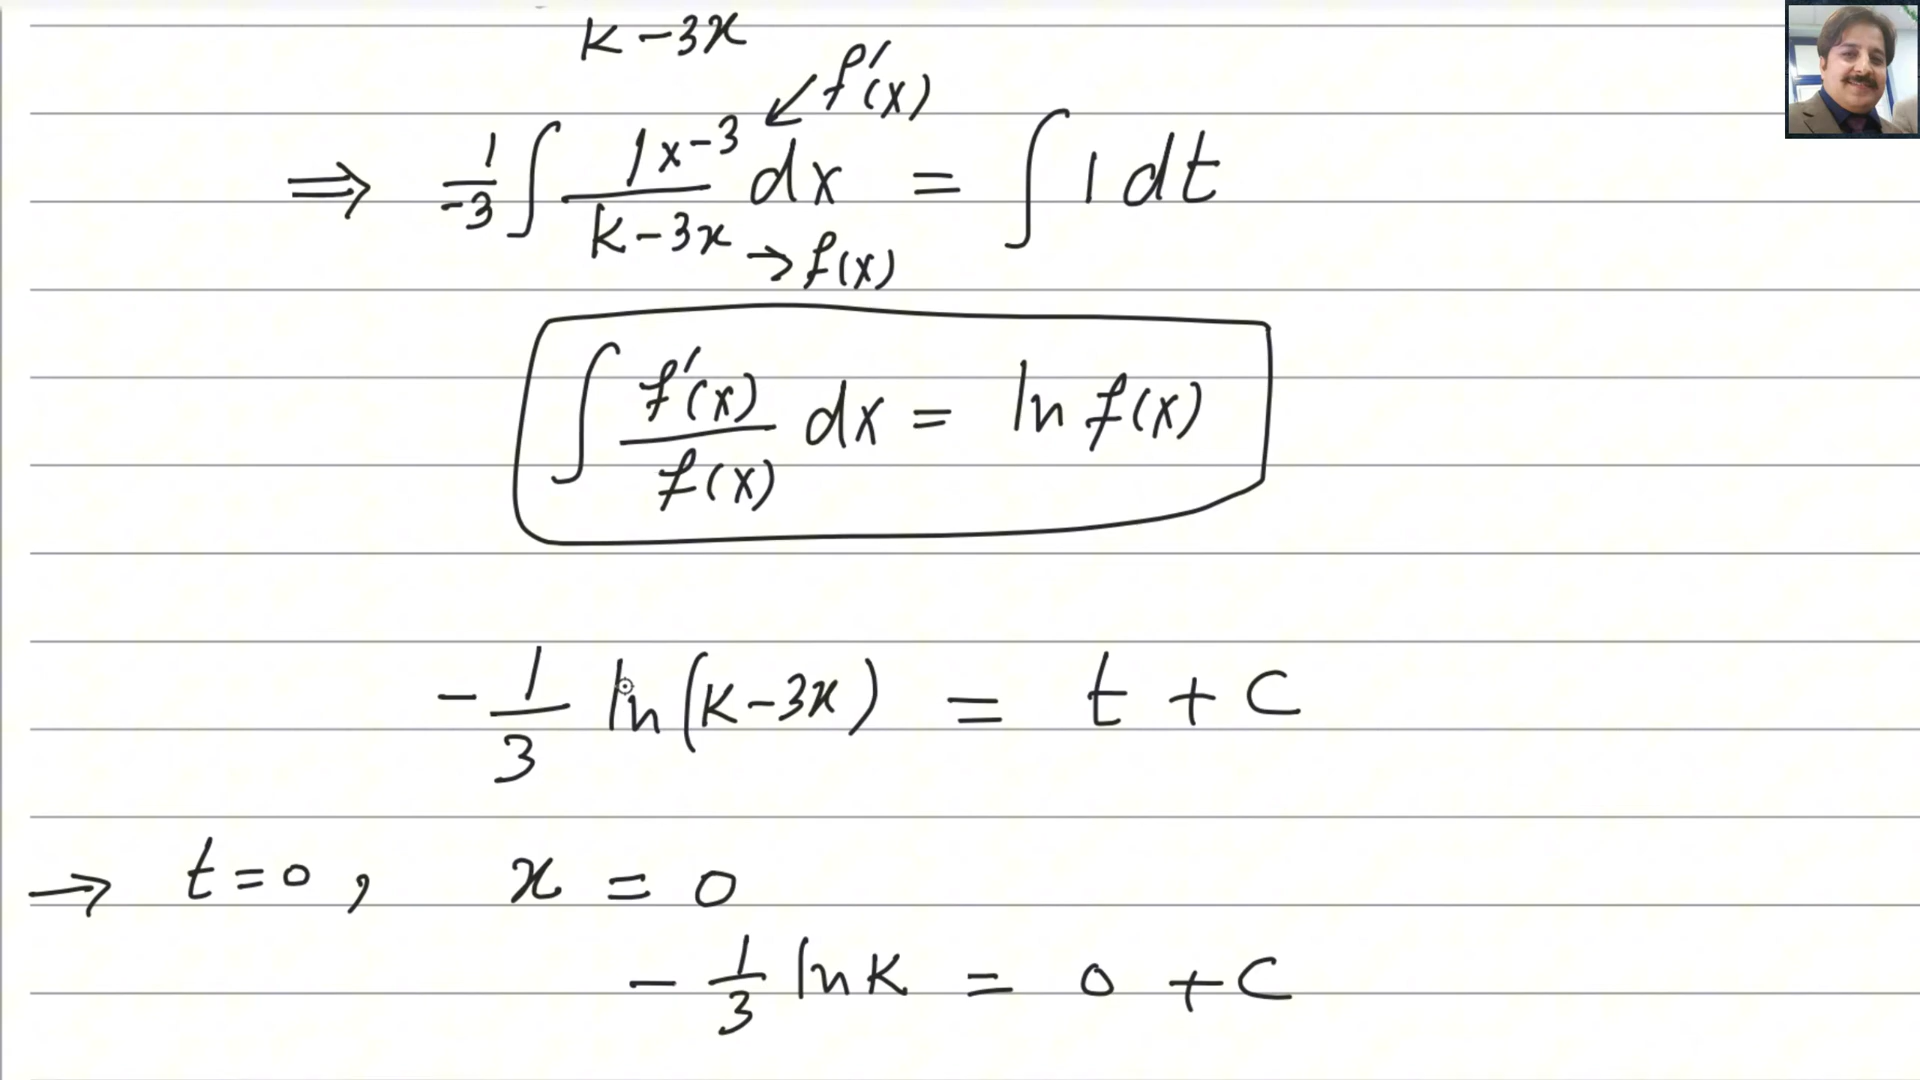 k - 3x
⇒ 1/-3 ∫ 1 x -3 / k - 3x dx = ∫ 1 dt
↙ f'(x)
→ f(x)
∫ f'(x) / f(x) dx = ln f(x)
- 1/3 ln (k - 3x) = t + C
→ t = 0 , x = 0
- 1/3 ln k = 0 + C